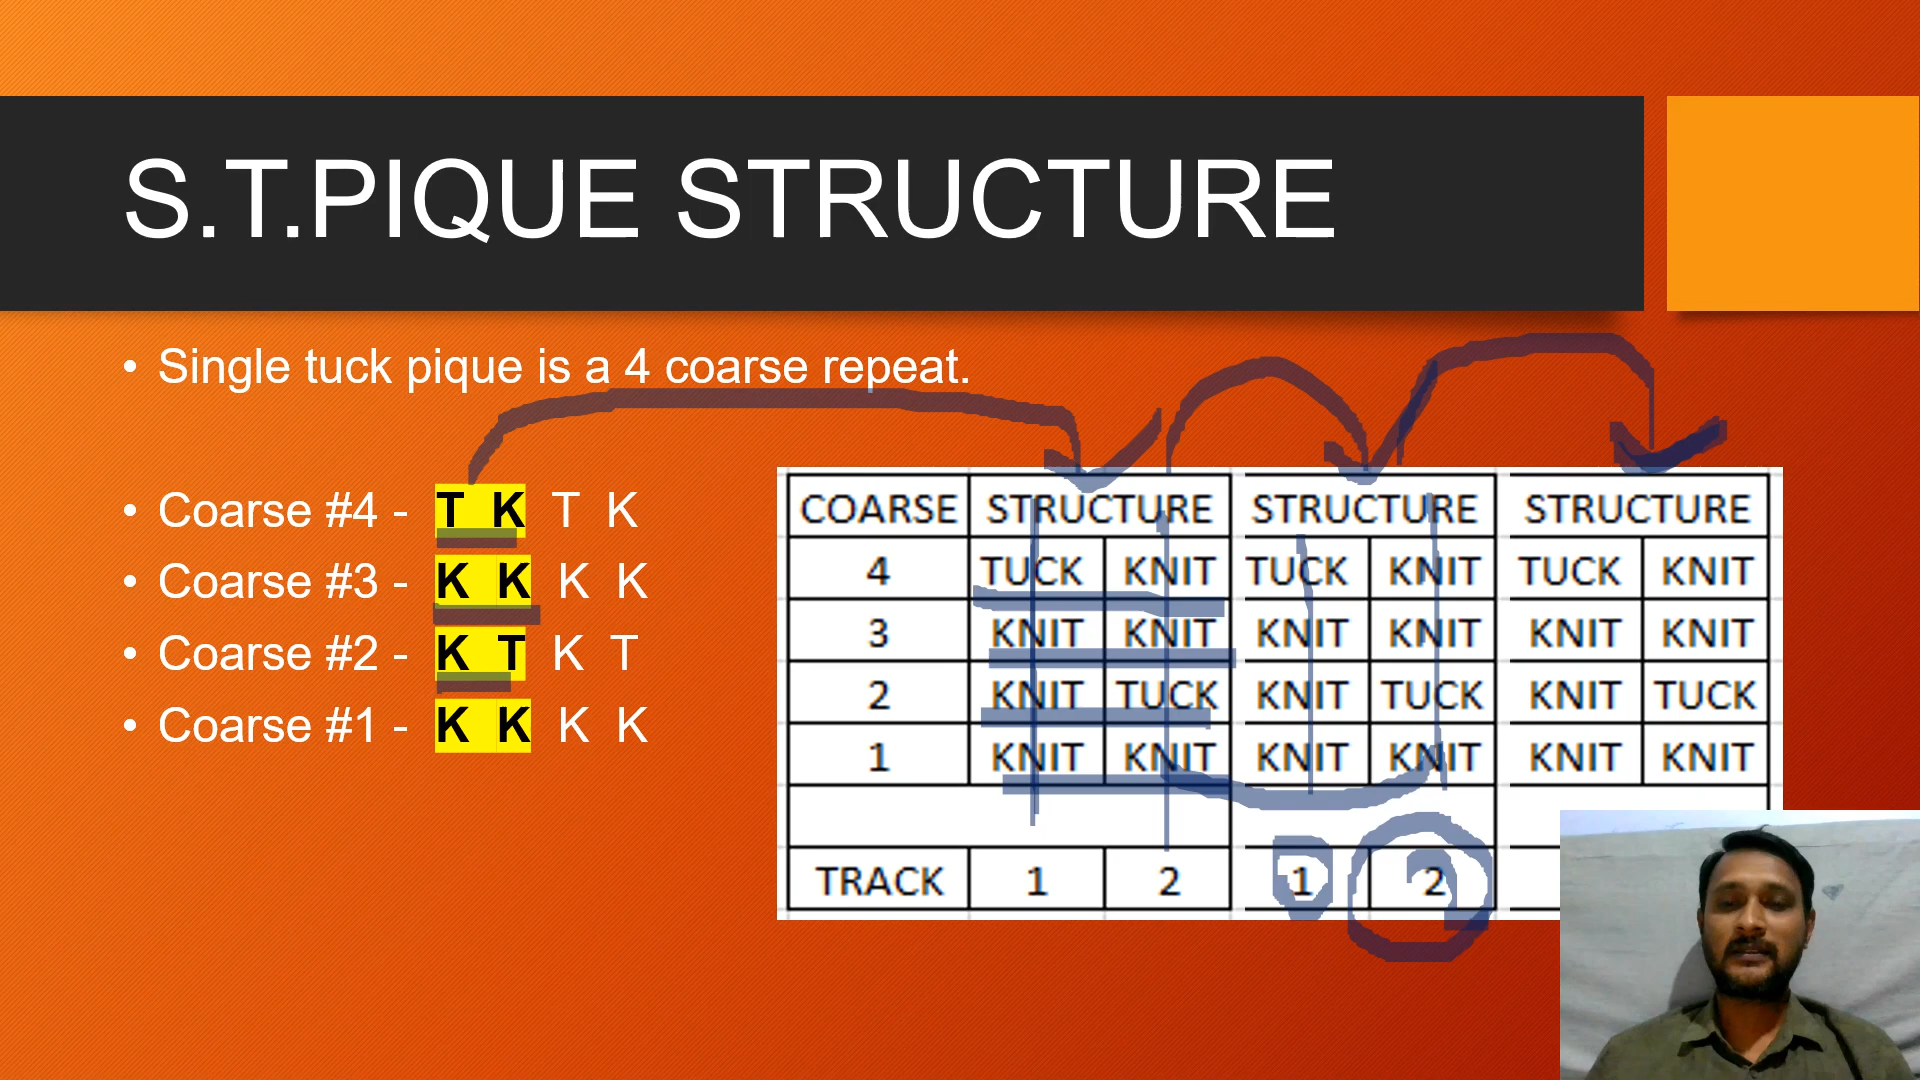 S.T.PIQUE STRUCTURE
• Single tuck pique is a 4 coarse repeat.
• Coarse #4 - T K T K
• Coarse #3 - K K K K
• Coarse #2 - K T K T
• Coarse #1 - K K K K
COARSE STRUCTURE STRUCTURE STRUCTURE
4 TUCK KNIT TUCK KNIT TUCK KNIT
3 KNIT KNIT KNIT KNIT KNIT KNIT
2 KNIT TUCK KNIT TUCK KNIT TUCK
1 KNIT KNIT KNIT KNIT KNIT KNIT
TRACK 1 2 1 2